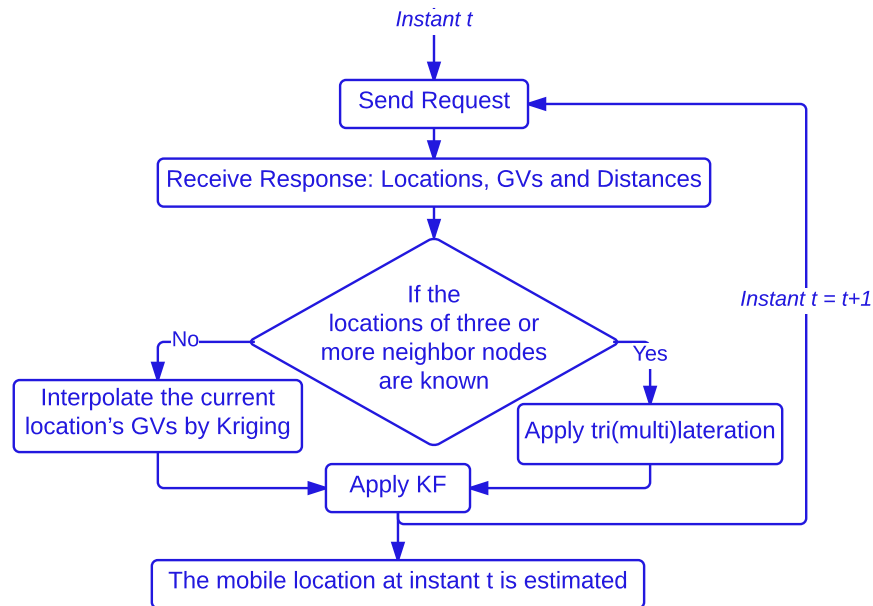 Instant t
Send Request
Receive Response: Locations, GVs and Distances
If the
locations of three or
more neighbor nodes
are known
Instant t = t+1
No
Yes
Interpolate the current
location’s GVs by Kriging
Apply tri(multi)lateration
Apply KF
The mobile location at instant t is estimated